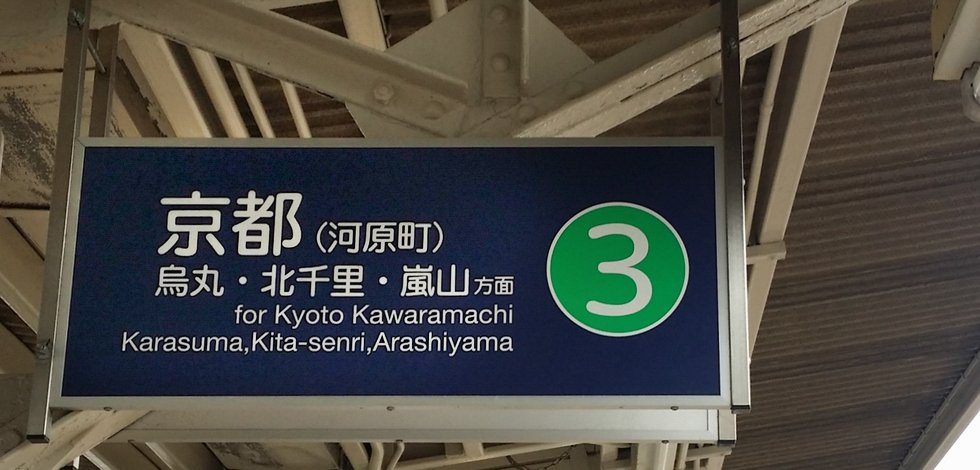 京都（河原町）
烏丸・北千里・嵐山方面
for Kyoto Kawaramachi
Karasuma,Kita-senri,Arashiyama
3